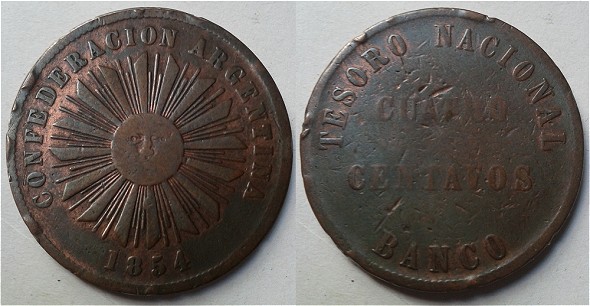 CONFEDERACION ARGENTINA
1854
TESORO NACIONAL
CUATRO
CENTAVOS
BANCO